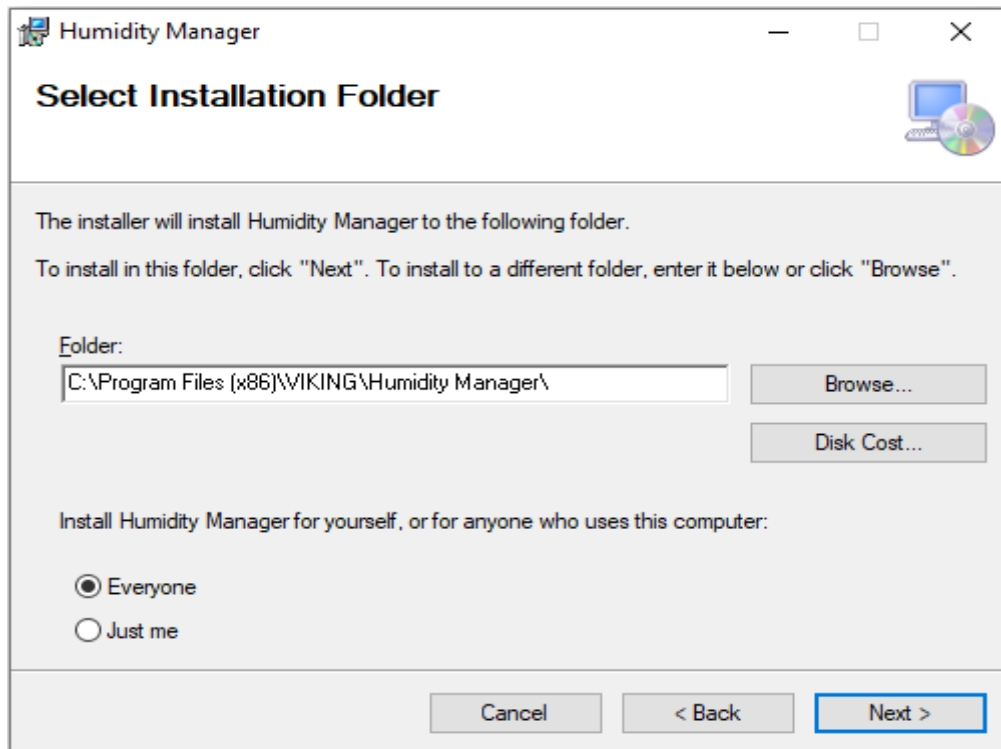 Humidity Manager
Select Installation Folder
The installer will install Humidity Manager to the following folder.
To install in this folder, click "Next". To install to a different folder, enter it below or click "Browse".
Folder:
C:\Program Files (x86)\VIKING\Humidity Manager\
Browse...
Disk Cost...
Install Humidity Manager for yourself, or for anyone who uses this computer:
Everyone
Just me
Cancel
< Back
Next >